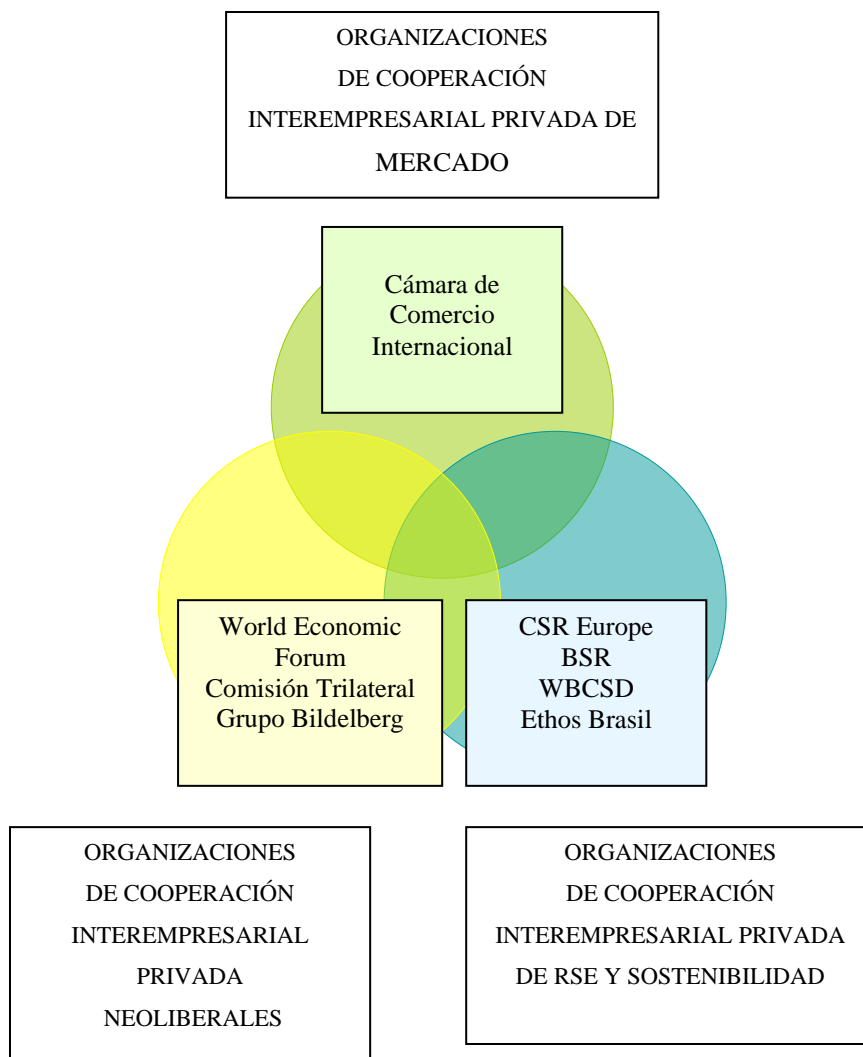 ORGANIZACIONES
DE COOPERACIÓN
INTEREMPRESARIAL PRIVADA DE
MERCADO
Cámara de
Comercio
Internacional
World Economic
Forum
Comisión Trilateral
Grupo Bildelberg
CSR Europe
BSR
WBCSD
Ethos Brasil
ORGANIZACIONES
DE COOPERACIÓN
INTEREMPRESARIAL
PRIVADA
NEOLIBERALES
ORGANIZACIONES
DE COOPERACIÓN
INTEREMPRESARIAL PRIVADA
DE RSE Y SOSTENIBILIDAD